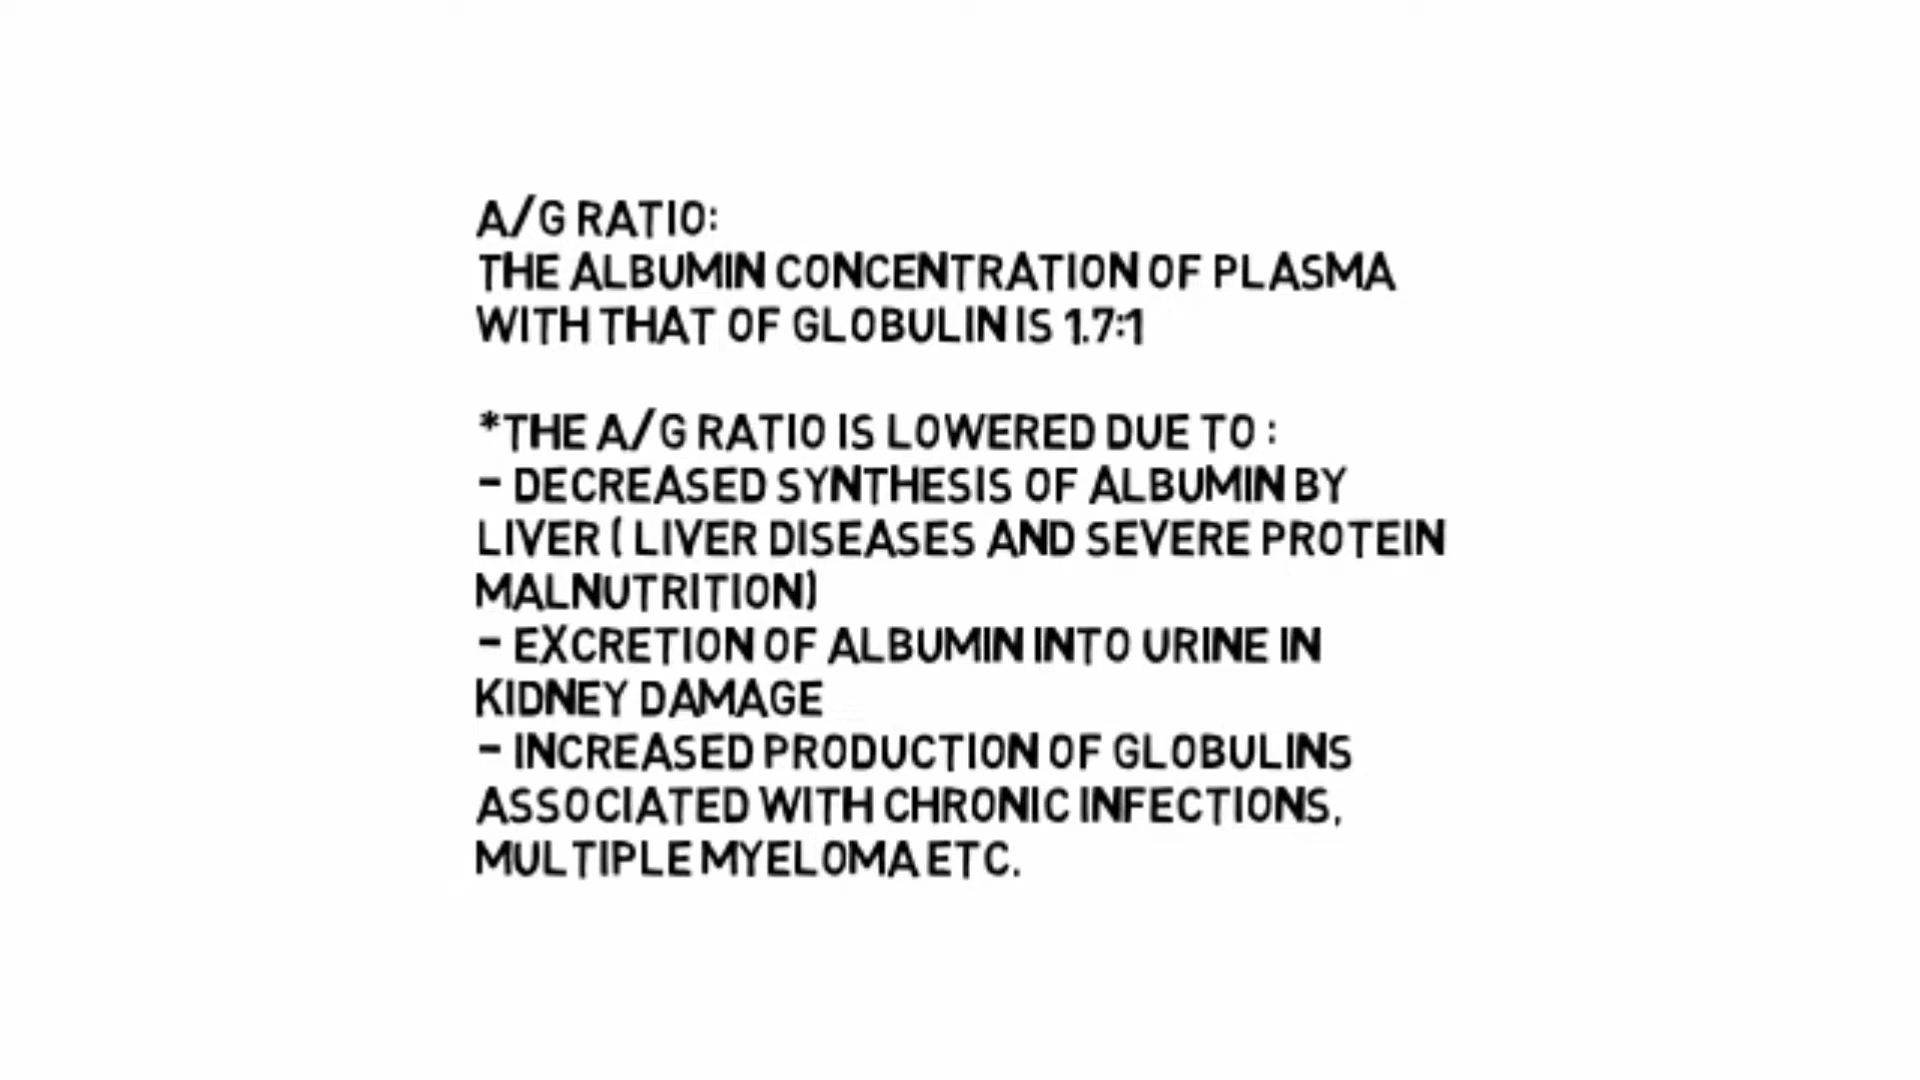 A/G RATIO:
THE ALBUMIN CONCENTRATION OF PLASMA
WITH THAT OF GLOBULIN IS 1.7:1
*THE A/G RATIO IS LOWERED DUE TO :
- DECREASED SYNTHESIS OF ALBUMIN BY
LIVER ( LIVER DISEASES AND SEVERE PROTEIN
MALNUTRITION)
- EXCRETION OF ALBUMIN INTO URINE IN
KIDNEY DAMAGE
- INCREASED PRODUCTION OF GLOBULINS
ASSOCIATED WITH CHRONIC INFECTIONS,
MULTIPLE MYELOMA ETC.